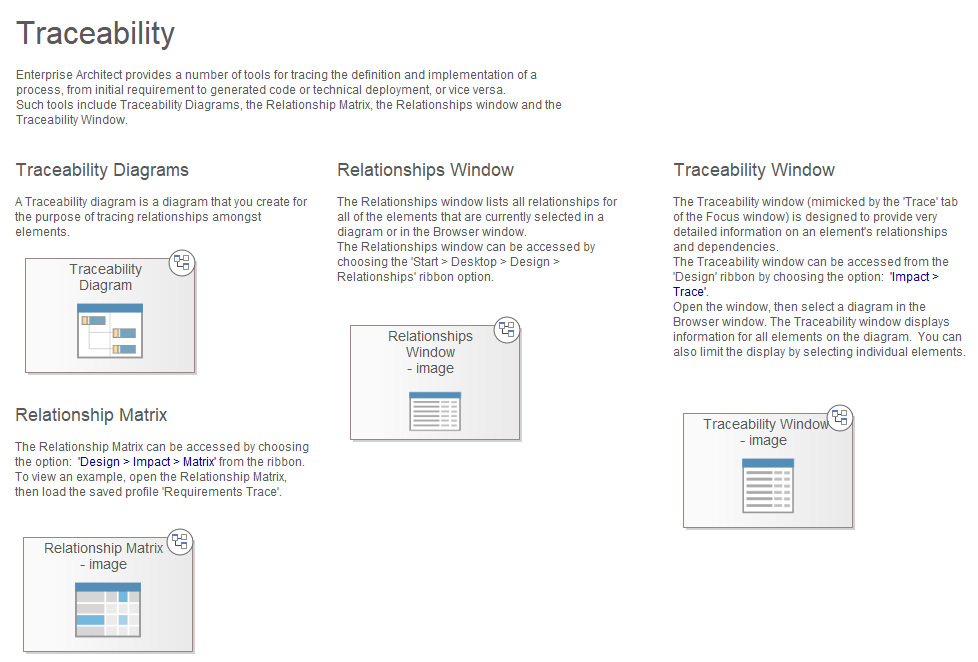 Traceability
Enterprise Architect provides a number of tools for tracing the definition and implementation of a
process, from initial requirement to generated code or technical deployment, or vice versa.
Such tools include Traceability Diagrams, the Relationship Matrix, the Relationships window and the
Traceability Window.
Traceability Diagrams
A Traceability diagram is a diagram that you create for
the purpose of tracing relationships amongst
elements.
Traceability
Diagram
Relationship Matrix
The Relationship Matrix can be accessed by choosing
the option:  'Design > Impact > Matrix' from the ribbon.
To view an example, open the Relationship Matrix,
then load the saved profile 'Requirements Trace'.
Relationship Matrix
- image
Relationships Window
The Relationships window lists all relationships for
all of the elements that are currently selected in a
diagram or in the Browser window.
The Relationships window can be accessed by
choosing the 'Start > Desktop > Design >
Relationships' ribbon option.
Relationships
Window
- image
Traceability Window
The Traceability window (mimicked by the 'Trace' tab
of the Focus window) is designed to provide very
detailed information on an element's relationships
and dependencies.
The Traceability window can be accessed from the
'Design' ribbon by choosing the option:  'Impact >
Trace'.
Open the window, then select a diagram in the
Browser window. The Traceability window displays
information for all elements on the diagram.  You can
also limit the display by selecting individual elements.
Traceability Window
- image